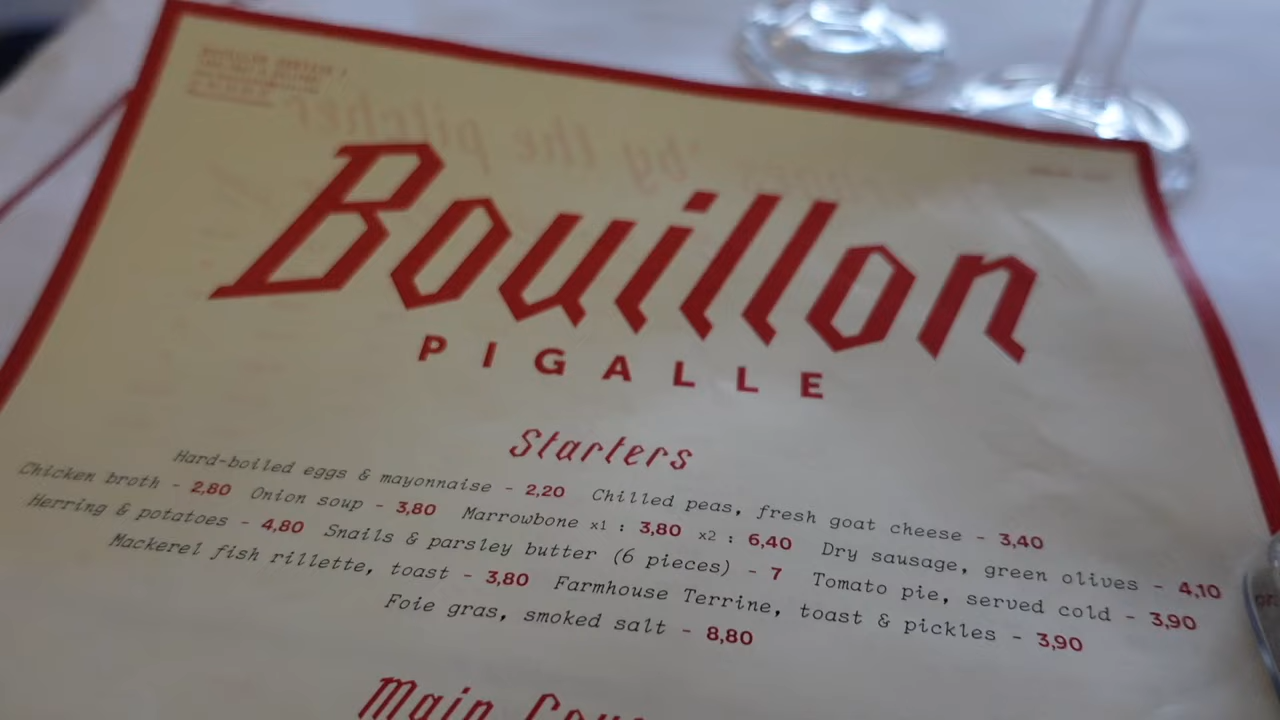 Bouillon
PIGALLE
Starters
Hard-boiled eggs & mayonnaise - 2,20 Chilled peas, fresh goat cheese - 3,40
Chicken broth - 2,80 Onion soup - 3,80 Marrowbone x1 : 3,80 x2 : 6,40 Dry sausage, green olives - 4,10
Herring & potatoes - 4,80 Snails & parsley butter (6 pieces) - 7 Tomato pie, served cold - 3,90
Mackerel fish rillette, toast - 3,80 Farmhouse Terrine, toast & pickles - 3,90
Foie gras, smoked salt - 8,80
Main